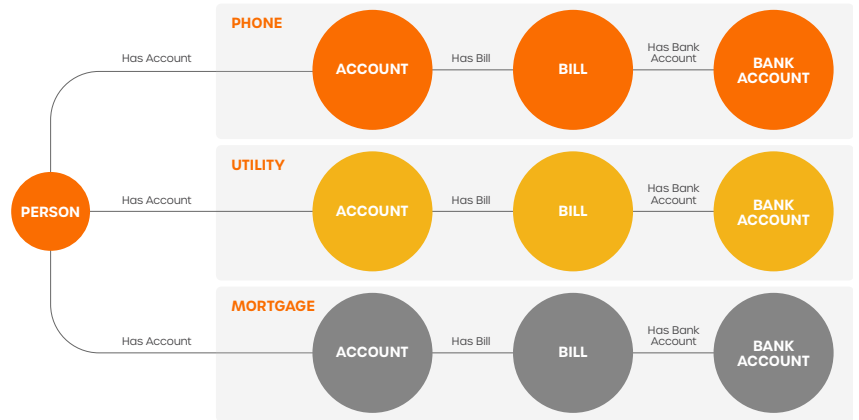 PHONE
Has Account
ACCOUNT
Has Bill
BILL
Has Bank
Account
BANK
ACCOUNT
UTILITY
PERSON
Has Account
ACCOUNT
Has Bill
BILL
Has Bank
Account
BANK
ACCOUNT
MORTGAGE
Has Account
ACCOUNT
Has Bill
BILL
Has Bank
Account
BANK
ACCOUNT